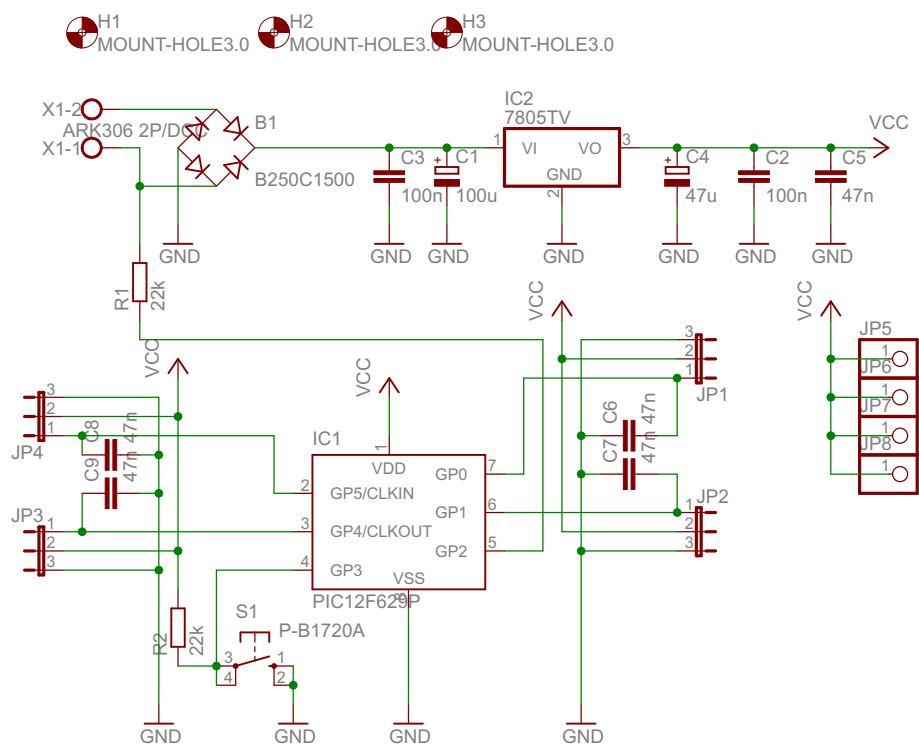 H1
MOUNT-HOLE3.0
H2
MOUNT-HOLE3.0
H3
MOUNT-HOLE3.0
X1-2
ARK306 2P/DCC
X1-1
B1
B250C1500
IC2
7805TV
1
VI
VO
3
GND
2
C3
100n
C1
+
100u
C4
+
47u
C2
100n
C5
47n
VCC
GND
GND
GND
GND
GND
GND
GND
R1
22k
VCC
VCC
VCC
VCC
3
2
1
JP1
JP5
1
JP6
1
JP7
1
JP8
1
3
2
1
JP4
C8
47n
C9
47n
C6
47n
C7
47n
IC1
1
VDD
2
GP5/CLKIN
GP0
7
3
GP4/CLKOUT
GP1
6
4
GP3
GP2
5
VSS
8
PIC12F629P
JP3
1
2
3
JP2
1
2
3
R2
22k
S1
P-B1720A
3
4
1
2
GND
GND
GND
GND